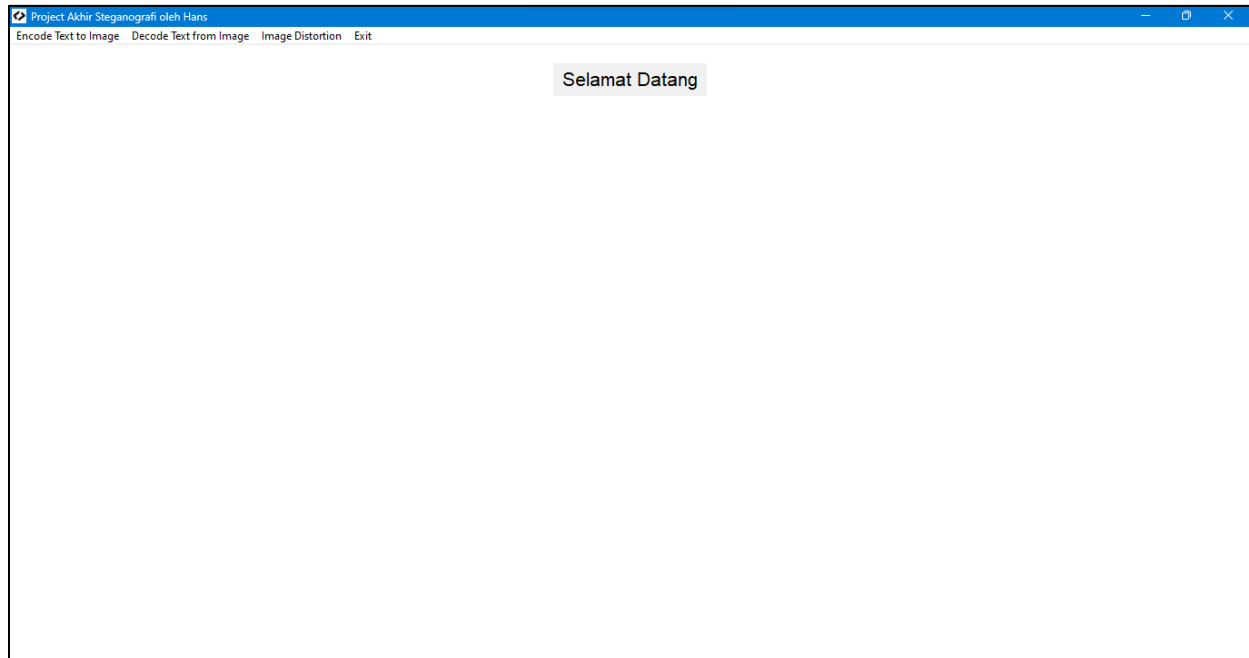 Project Akhir Steganografi oleh Hans
Encode Text to Image Decode Text from Image Image Distortion Exit
Selamat Datang